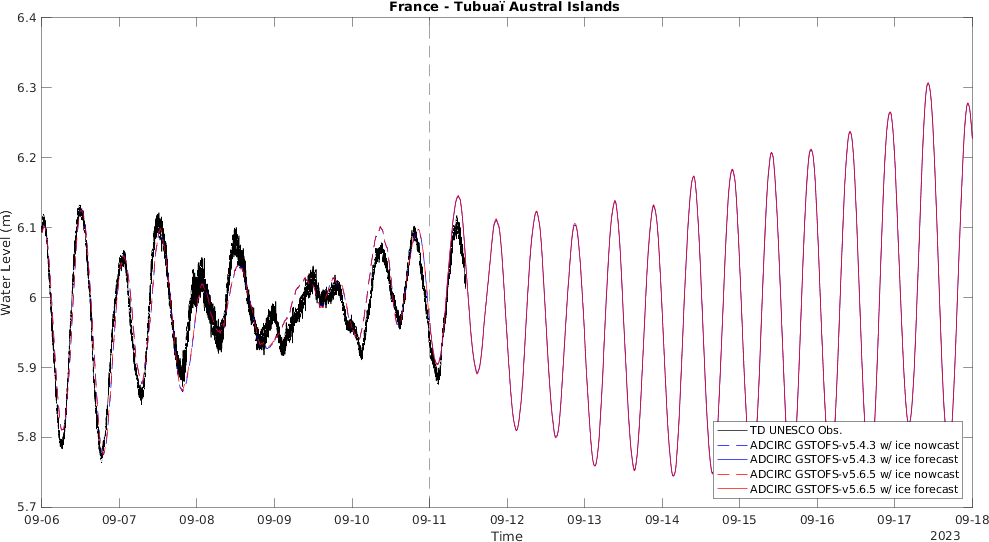 France - Tubuaï Austral Islands
6.4
6.3
6.2
6.1
6
5.9
5.8
5.7
Water Level (m)
TD UNESCO Obs.
ADCIRC GSTOFS-v5.4.3 w/ ice nowcast
ADCIRC GSTOFS-v5.4.3 w/ ice forecast
ADCIRC GSTOFS-v5.6.5 w/ ice nowcast
ADCIRC GSTOFS-v5.6.5 w/ ice forecast
09-06 09-07 09-08 09-09 09-10 09-11 09-12 09-13 09-14 09-15 09-16 09-17 09-18
Time
2023